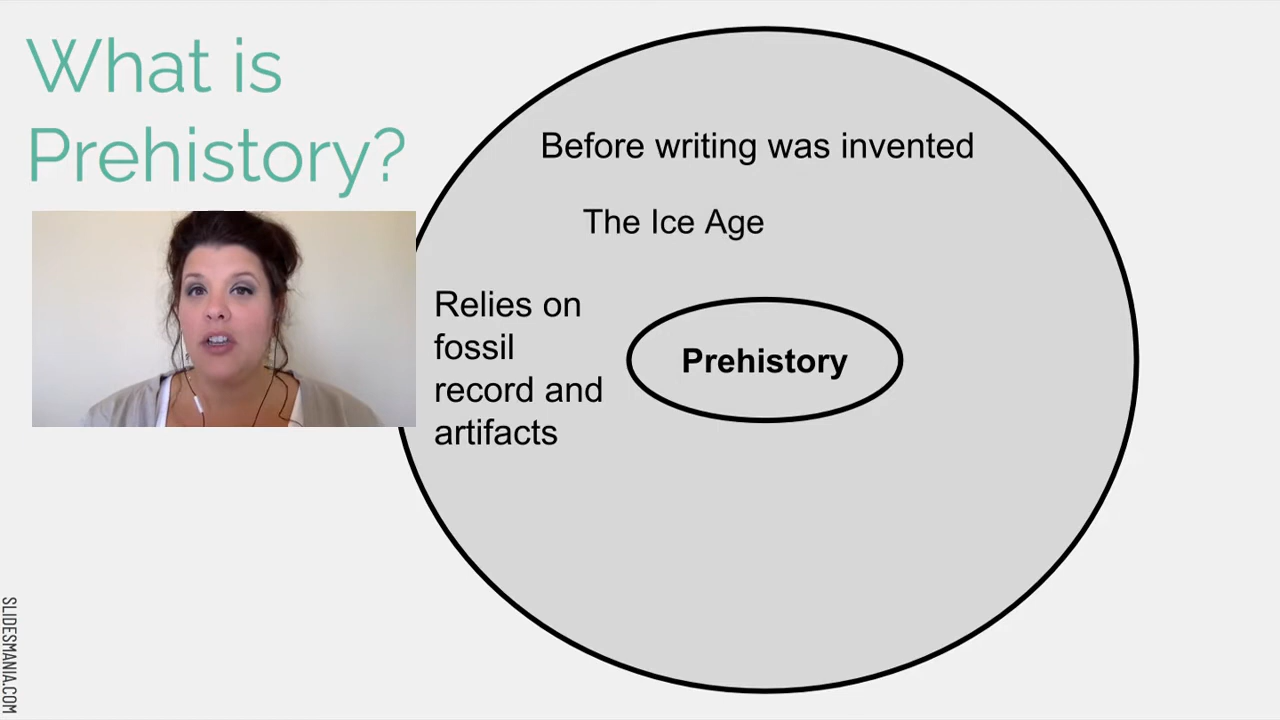 What is
Prehistory?
Before writing was invented
The Ice Age
Relies on
fossil
record and
artifacts
Prehistory
SLIDESMANIA.COM